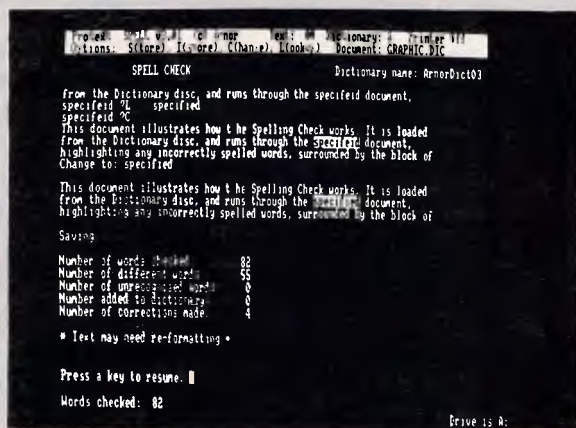 Options: S(tore), I(gnore), C(hange), L(ookup) Document: GRAPHIC.DIC
SPELL CHECK Dictionary name: ArnorDict03
from the Dictionary disc, and runs through the specifeid document,
specifeid ?L specified
specifeid ?C
This document illustrates how t he Spelling Check works. It is loaded
from the Dictionary disc, and runs through the specifeid document,
highlighting any incorrectly spelled words, surrounded by the block of
Change to: specified
This document illustrates how t he Spelling Check works. It is loaded
from the Dictionary disc, and runs through the document,
highlighting any incorrectly spelled words, surrounded by the block of
Saving
Number of words checked 82
Number of different words 55
Number of unrecognised words 0
Number added to dictionary 0
Number of corrections made. 4
* Text may need re-formatting *
Press a key to resume.
Words checked: 82
Drive is A: